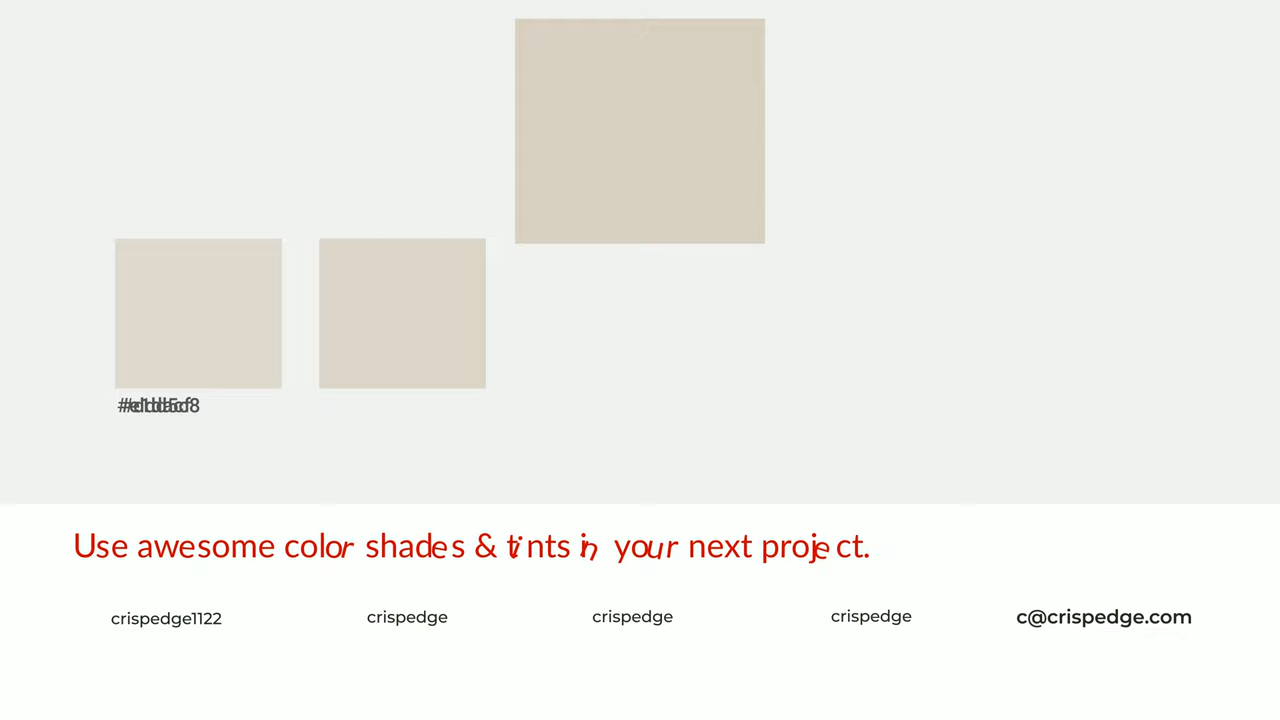 Use awesome color shades & tints in your next project.
crispedge1122 crispedge crispedge crispedge c@crispedge.com